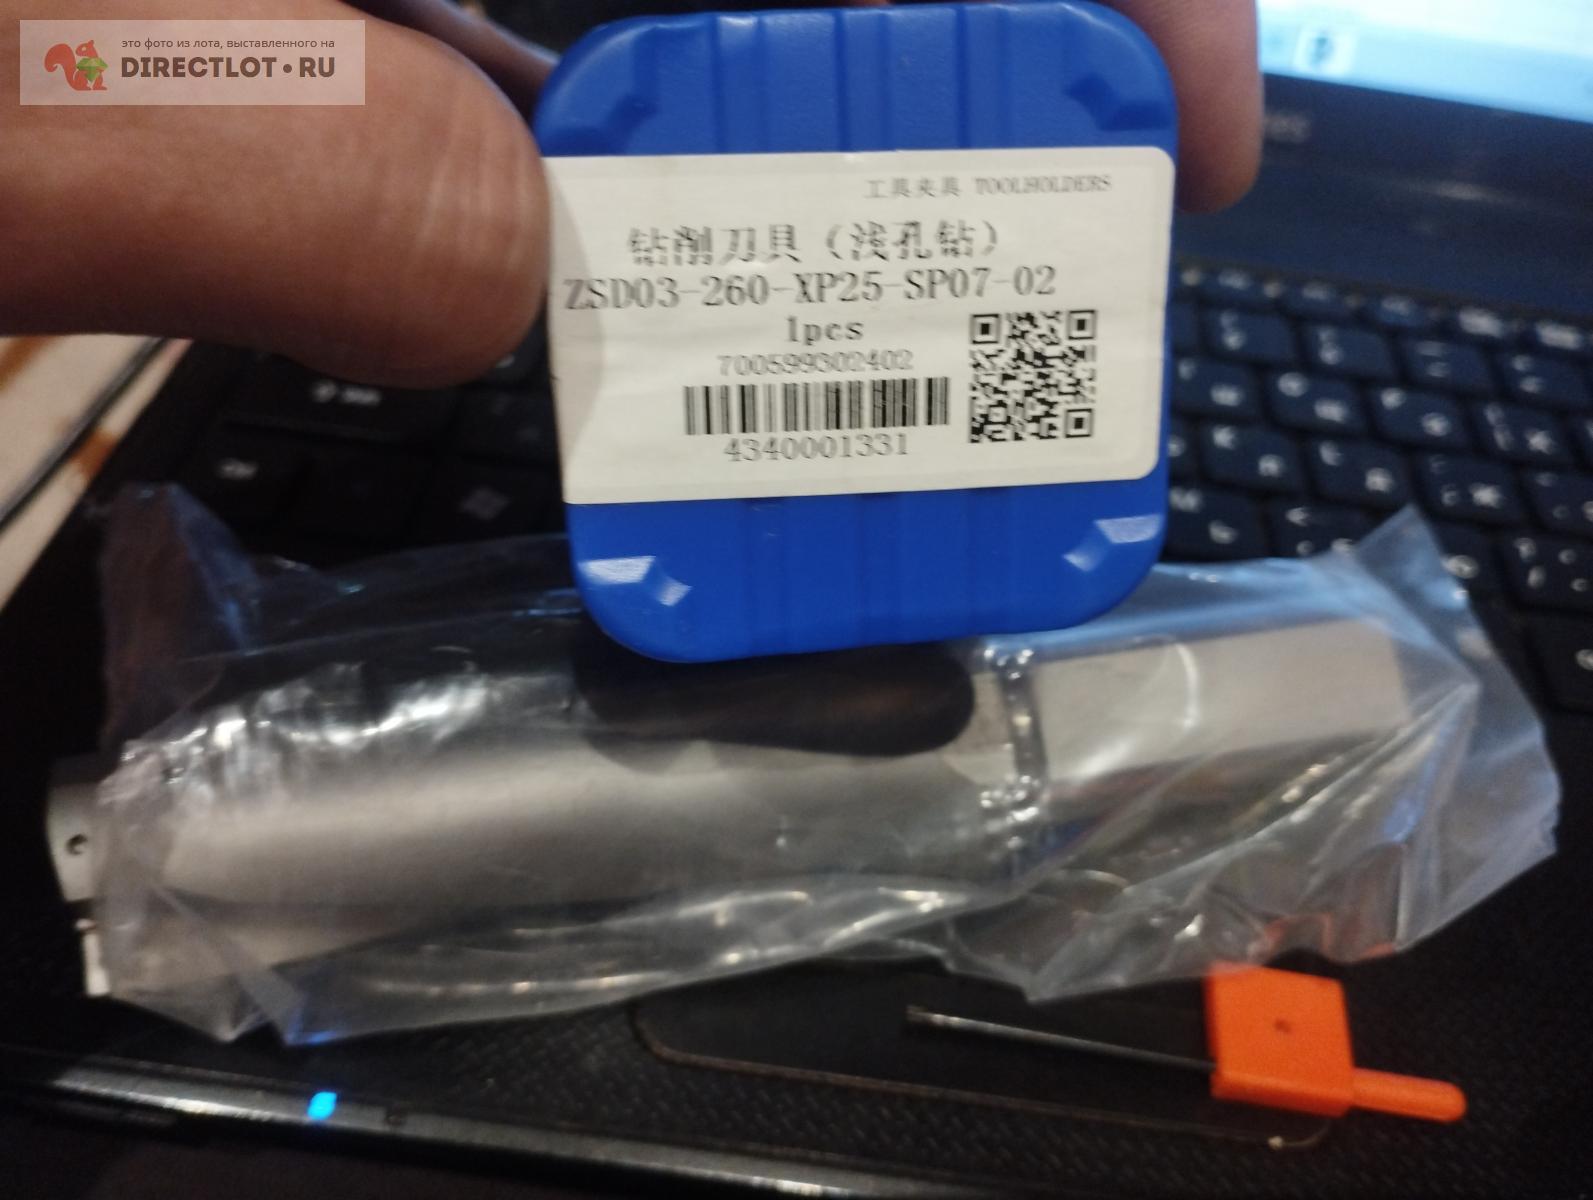 это фото из лота, выставленного на
DIRECTLOT•RU
工具夹具 TOOLHOLDERS
钻削刀具（浅孔钻）
ZSD03-260-XP25-SP07-02
1pcs
700599302402
4340001331